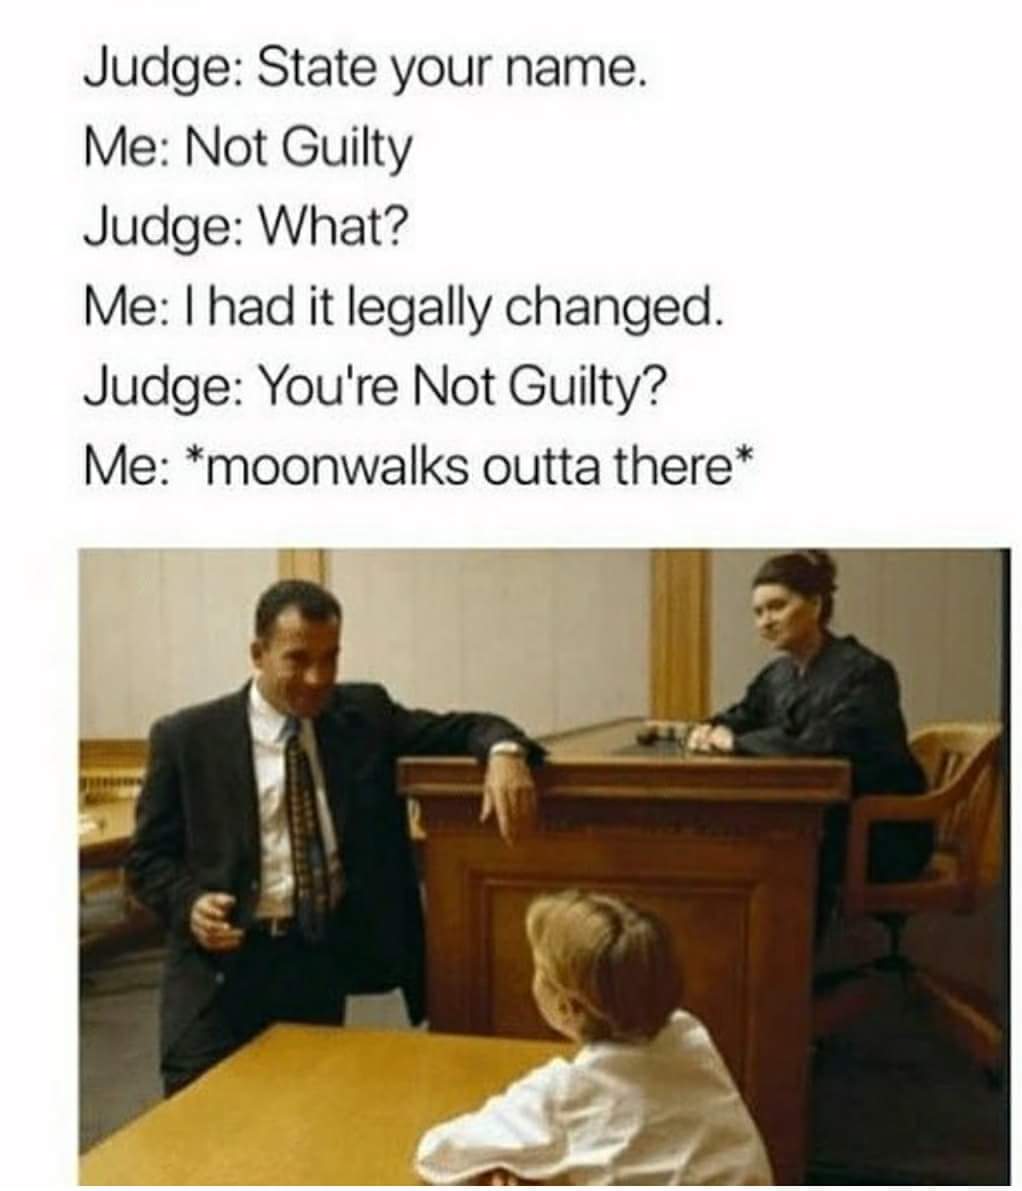 Judge: State your name.
Me: Not Guilty
Judge: What?
Me: I had it legally changed.
Judge: You're Not Guilty?
Me: *moonwalks outta there*